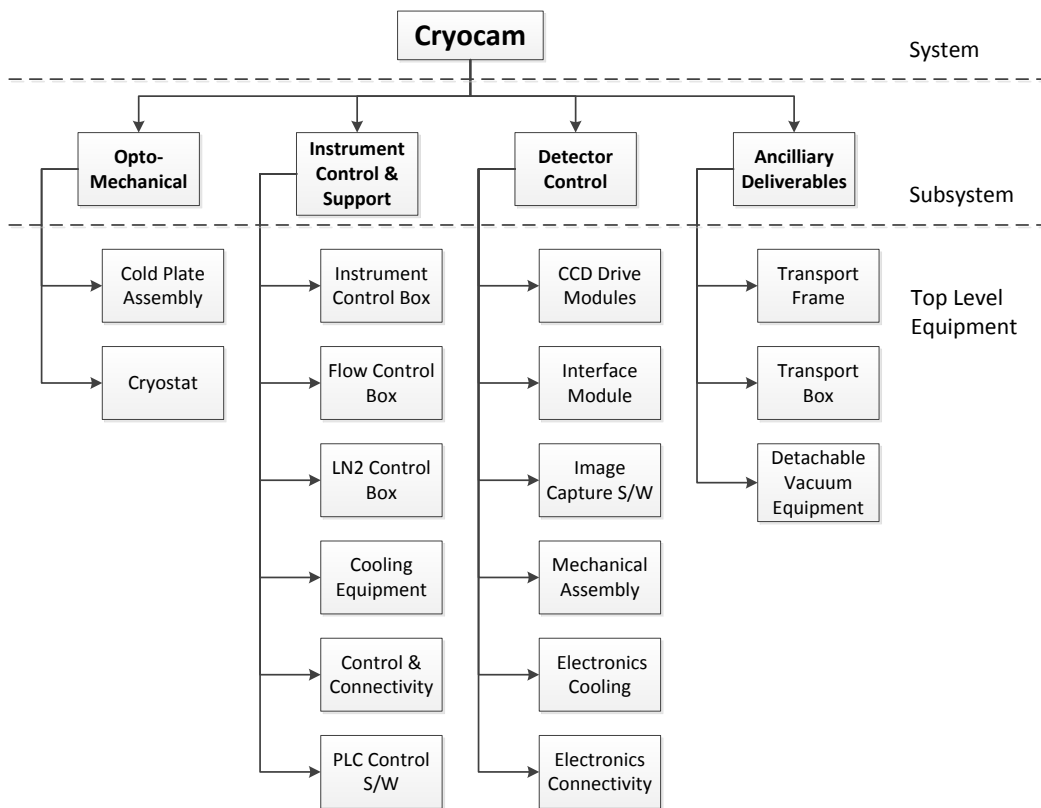 Cryocam
System
Opto-
Mechanical
Instrument
Control &
Support
Detector
Control
Ancilliary
Deliverables
Subsystem
Cold Plate
Assembly
Cryostat
Instrument
Control Box
Flow Control
Box
LN2 Control
Box
Cooling
Equipment
Control &
Connectivity
PLC Control
S/W
CCD Drive
Modules
Interface
Module
Image
Capture S/W
Mechanical
Assembly
Electronics
Cooling
Electronics
Connectivity
Transport
Frame
Transport
Box
Detachable
Vacuum
Equipment
Top Level
Equipment